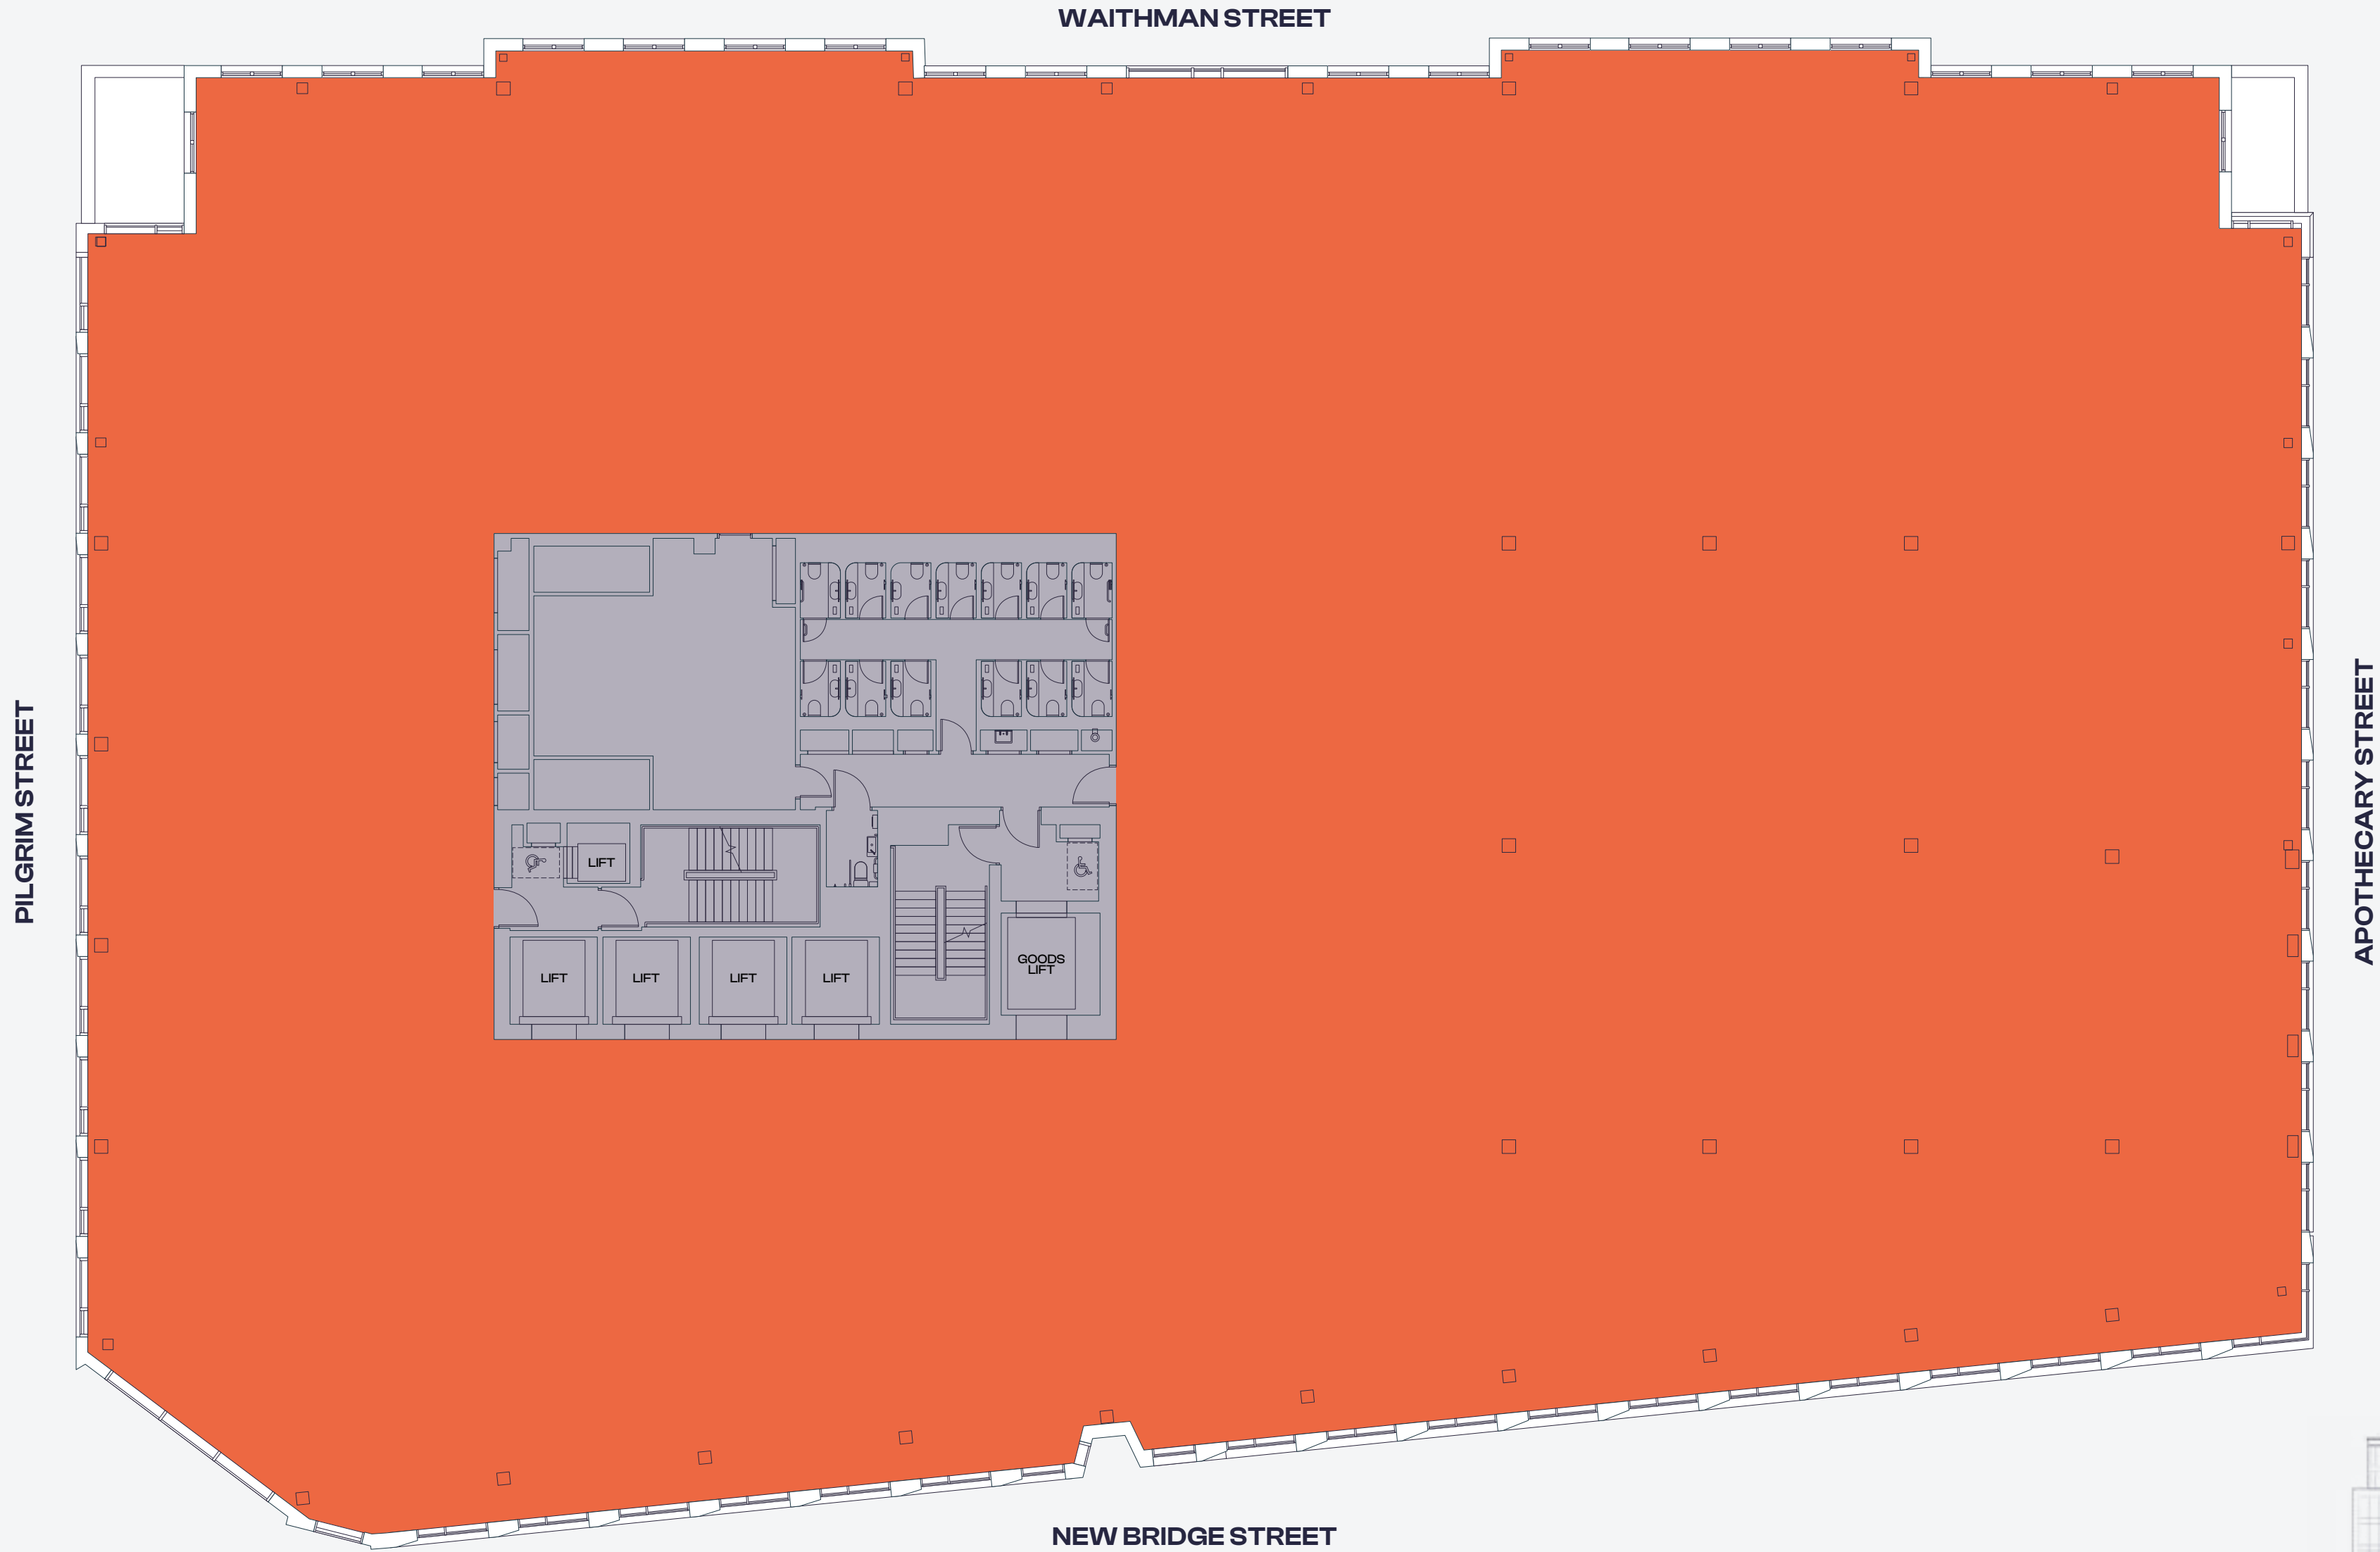 WAITHMAN STREET
PILGRIM STREET
APOTHECARY STREET
LIFT
LIFT
LIFT
LIFT
LIFT
GOODS
LIFT
NEW BRIDGE STREET